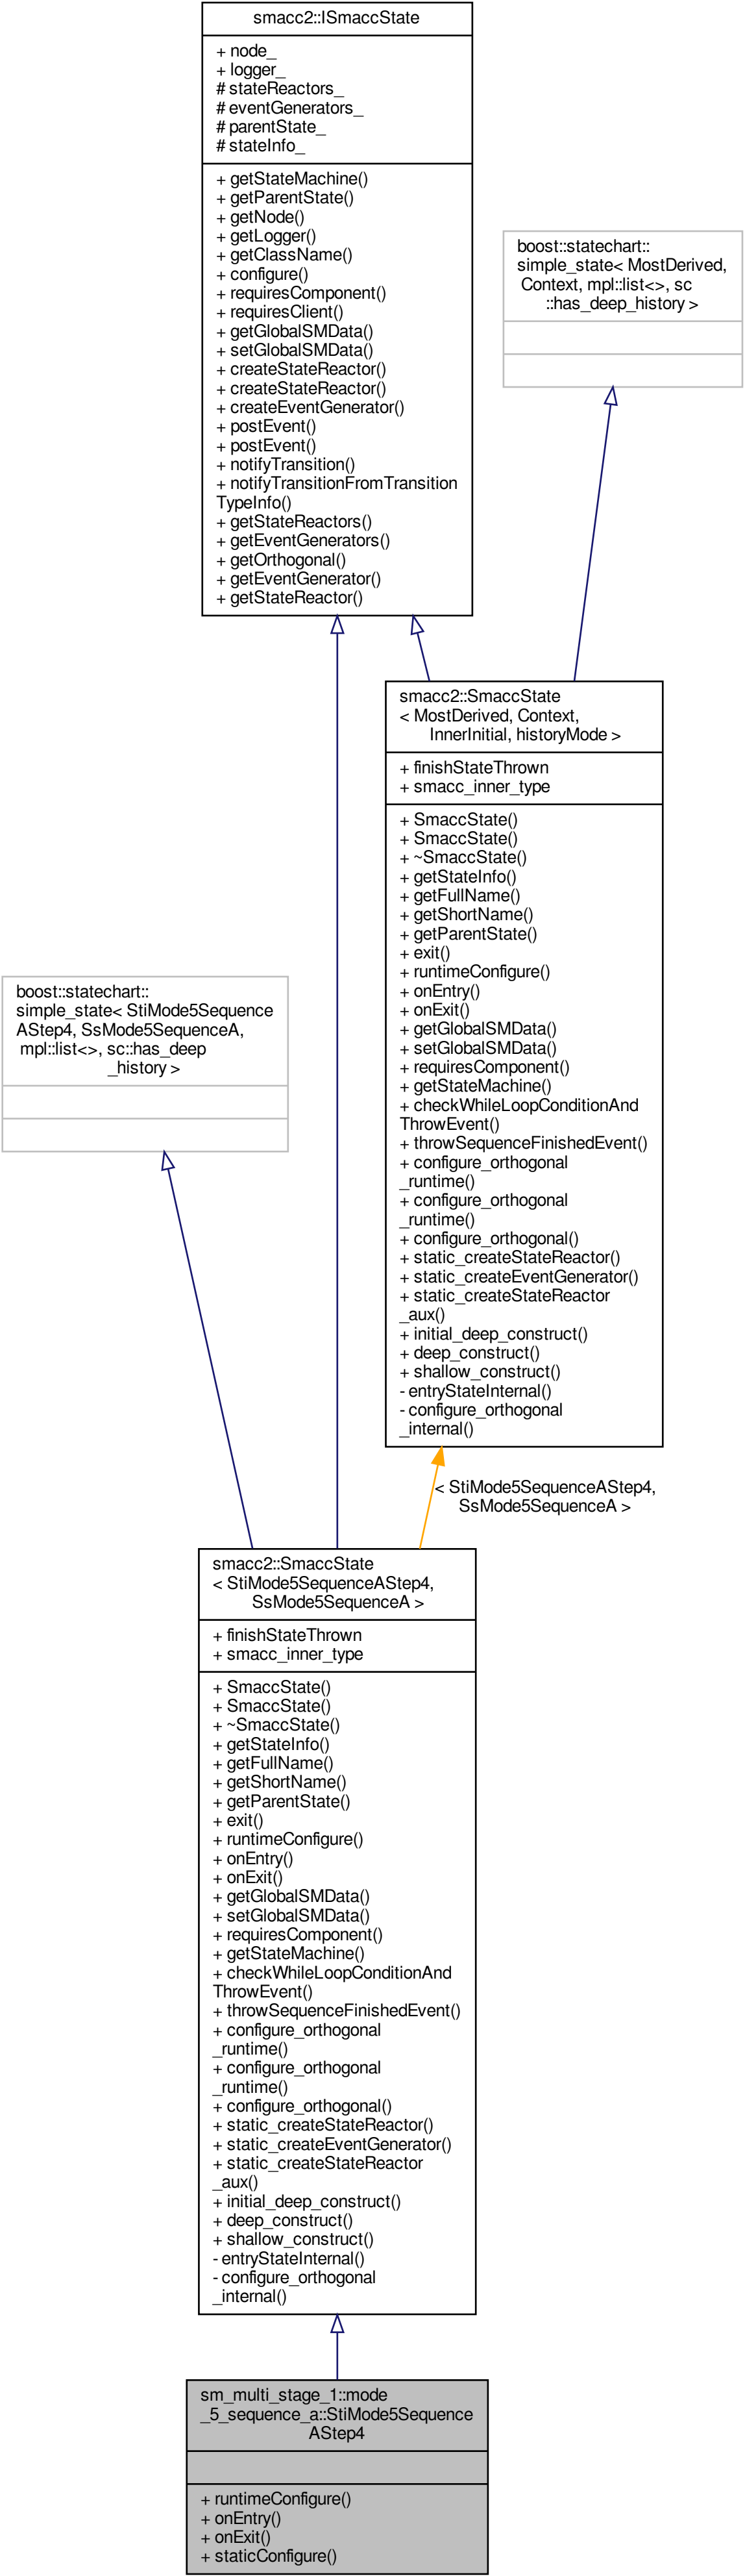 smacc2::ISmaccState
+ node_
+ logger_
# stateReactors_
# eventGenerators_
# parentState_
# stateInfo_
+ getStateMachine()
+ getParentState()
+ getNode()
+ getLogger()
+ getClassName()
+ configure()
+ requiresComponent()
+ requiresClient()
+ getGlobalSMData()
+ setGlobalSMData()
+ createStateReactor()
+ createStateReactor()
+ createEventGenerator()
+ postEvent()
+ postEvent()
+ notifyTransition()
+ notifyTransitionFromTransition
TypeInfo()
+ getStateReactors()
+ getEventGenerators()
+ getOrthogonal()
+ getEventGenerator()
+ getStateReactor()
boost::statechart::
simple_state< MostDerived,
Context, mpl::list<>, sc
::has_deep_history >
smacc2::SmaccState
< MostDerived, Context,
InnerInitial, historyMode >
+ finishStateThrown
+ smacc_inner_type
+ SmaccState()
+ SmaccState()
+ ~SmaccState()
+ getStateInfo()
+ getFullName()
+ getShortName()
+ getParentState()
+ exit()
+ runtimeConfigure()
+ onEntry()
+ onExit()
+ getGlobalSMData()
+ setGlobalSMData()
+ requiresComponent()
+ getStateMachine()
+ checkWhileLoopConditionAnd
ThrowEvent()
+ throwSequenceFinishedEvent()
+ configure_orthogonal
_runtime()
+ configure_orthogonal
_runtime()
+ configure_orthogonal()
+ static_createStateReactor()
+ static_createEventGenerator()
+ static_createStateReactor
_aux()
+ initial_deep_construct()
+ deep_construct()
+ shallow_construct()
- entryStateInternal()
- configure_orthogonal
_internal()
boost::statechart::
simple_state< StiMode5Sequence
AStep4, SsMode5SequenceA,
mpl::list<>, sc::has_deep
_history >
< StiMode5SequenceAStep4,
SsMode5SequenceA >
smacc2::SmaccState
< StiMode5SequenceAStep4,
SsMode5SequenceA >
+ finishStateThrown
+ smacc_inner_type
+ SmaccState()
+ SmaccState()
+ ~SmaccState()
+ getStateInfo()
+ getFullName()
+ getShortName()
+ getParentState()
+ exit()
+ runtimeConfigure()
+ onEntry()
+ onExit()
+ getGlobalSMData()
+ setGlobalSMData()
+ requiresComponent()
+ getStateMachine()
+ checkWhileLoopConditionAnd
ThrowEvent()
+ throwSequenceFinishedEvent()
+ configure_orthogonal
_runtime()
+ configure_orthogonal
_runtime()
+ configure_orthogonal()
+ static_createStateReactor()
+ static_createEventGenerator()
+ static_createStateReactor
_aux()
+ initial_deep_construct()
+ deep_construct()
+ shallow_construct()
- entryStateInternal()
- configure_orthogonal
_internal()
sm_multi_stage_1::mode
_5_sequence_a::StiMode5Sequence
AStep4
+ runtimeConfigure()
+ onEntry()
+ onExit()
+ staticConfigure()